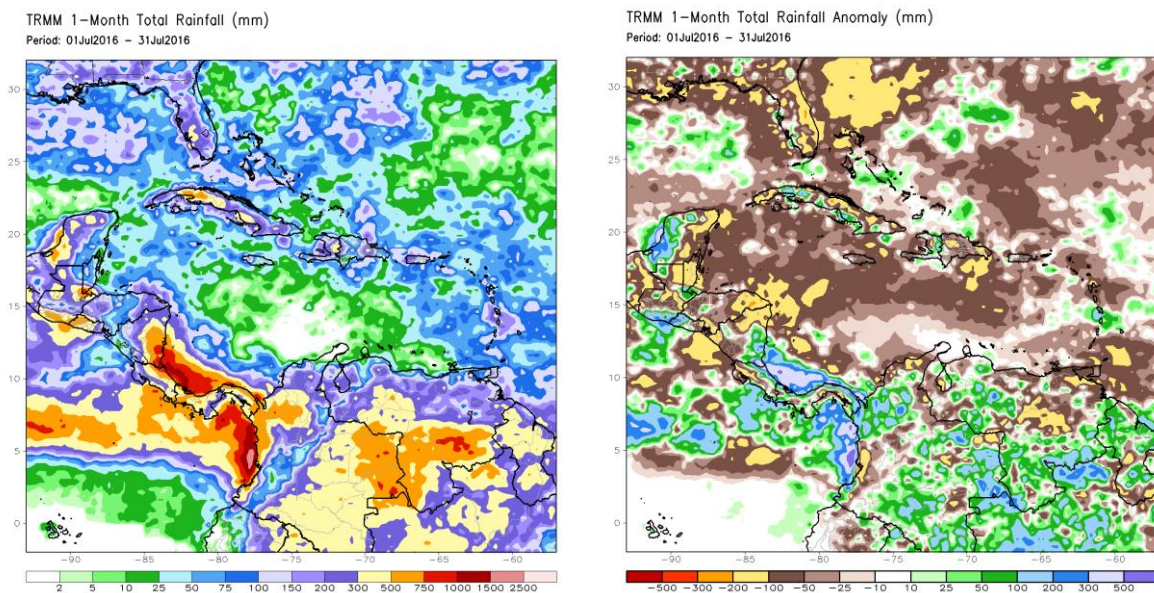 TRMM 1-Month Total Rainfall (mm)
Period: 01Jul2016 - 31Jul2016
30
25
20
15
10
5
0
-90 -85 -80 -75 -70 -65 -60
2 5 10 25 50 75 100 150 200 300 500 750 1000 1500 2500
TRMM 1-Month Total Rainfall Anomaly (mm)
Period: 01Jul2016 - 31Jul2016
30
25
20
15
10
5
0
-90 -85 -80 -75 -70 -65 -60
-500 -300 -200 -100 -50 -25 -10 10 25 50 100 200 300 500